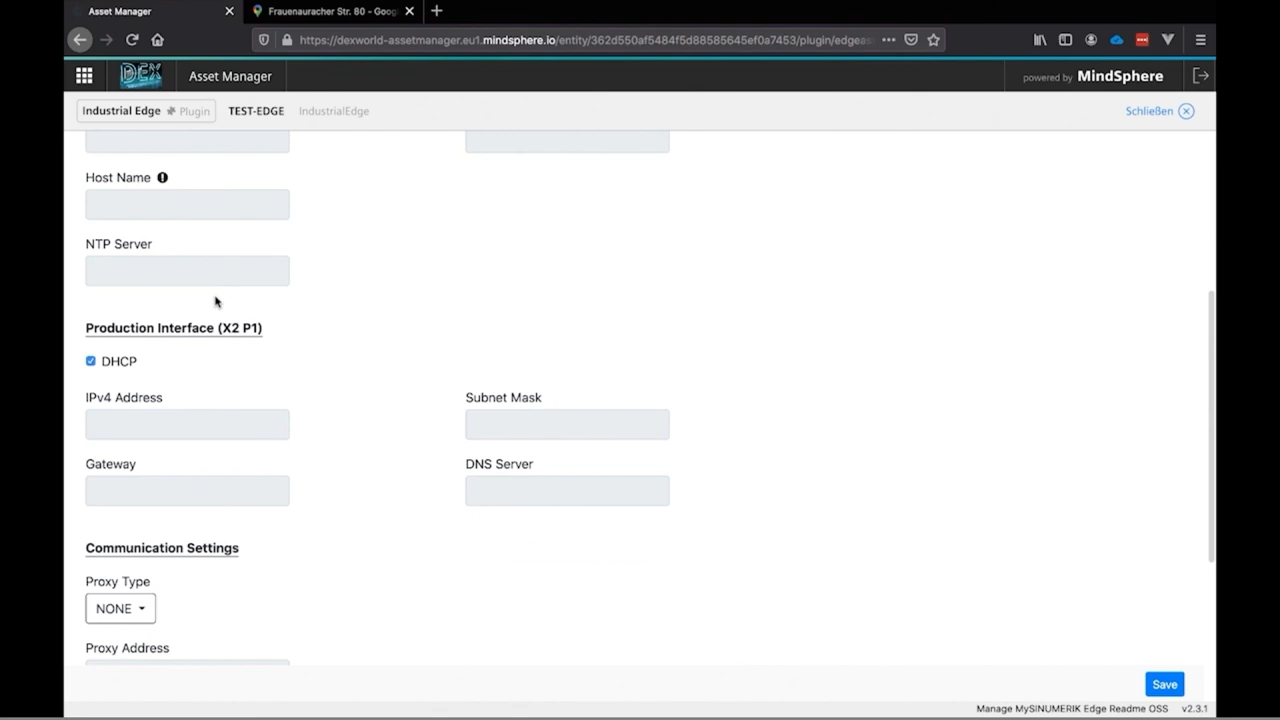 Asset Manager
Frauenauracher Str. 80 - Goog
https://dexworld-assetmanager.eu1.mindsphere.io/entity/362d550af5484f5d88585645ef0a7453/plugin/edgeas
DEX
Asset Manager
powered by MindSphere
Industrial Edge Plugin
TEST-EDGE
IndustrialEdge
Schließen
Host Name
NTP Server
Production Interface (X2 P1)
DHCP
IPv4 Address
Subnet Mask
Gateway
DNS Server
Communication Settings
Proxy Type
NONE
Proxy Address
Save
Manage MySINUMERIK Edge Readme OSS v2.3.1